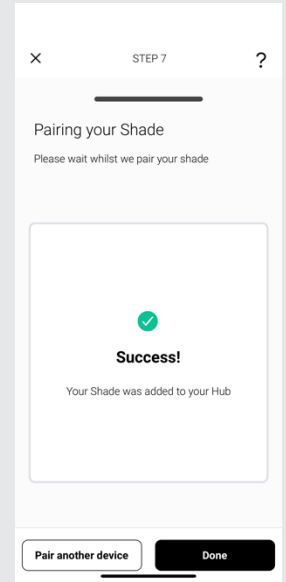 STEP 7
?
Pairing your Shade
Please wait whilst we pair your shade
Success!
Your Shade was added to your Hub
Pair another device
Done